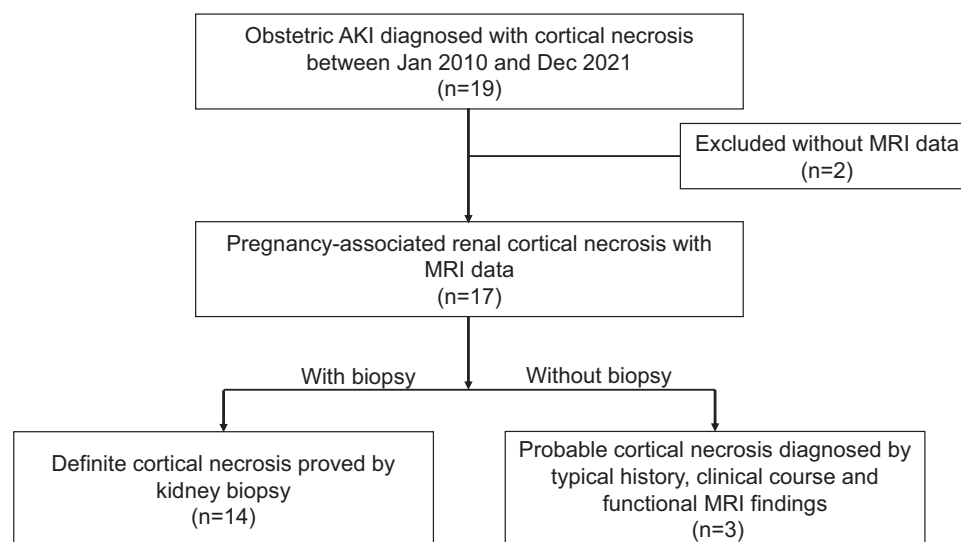 Obstetric AKI diagnosed with cortical necrosis
between Jan 2010 and Dec 2021
(n=19)
Excluded without MRI data
(n=2)
Pregnancy-associated renal cortical necrosis with
MRI data
(n=17)
With biopsy
Without biopsy
Definite cortical necrosis proved by
kidney biopsy
(n=14)
Probable cortical necrosis diagnosed by
typical history, clinical course and
functional MRI findings
(n=3)